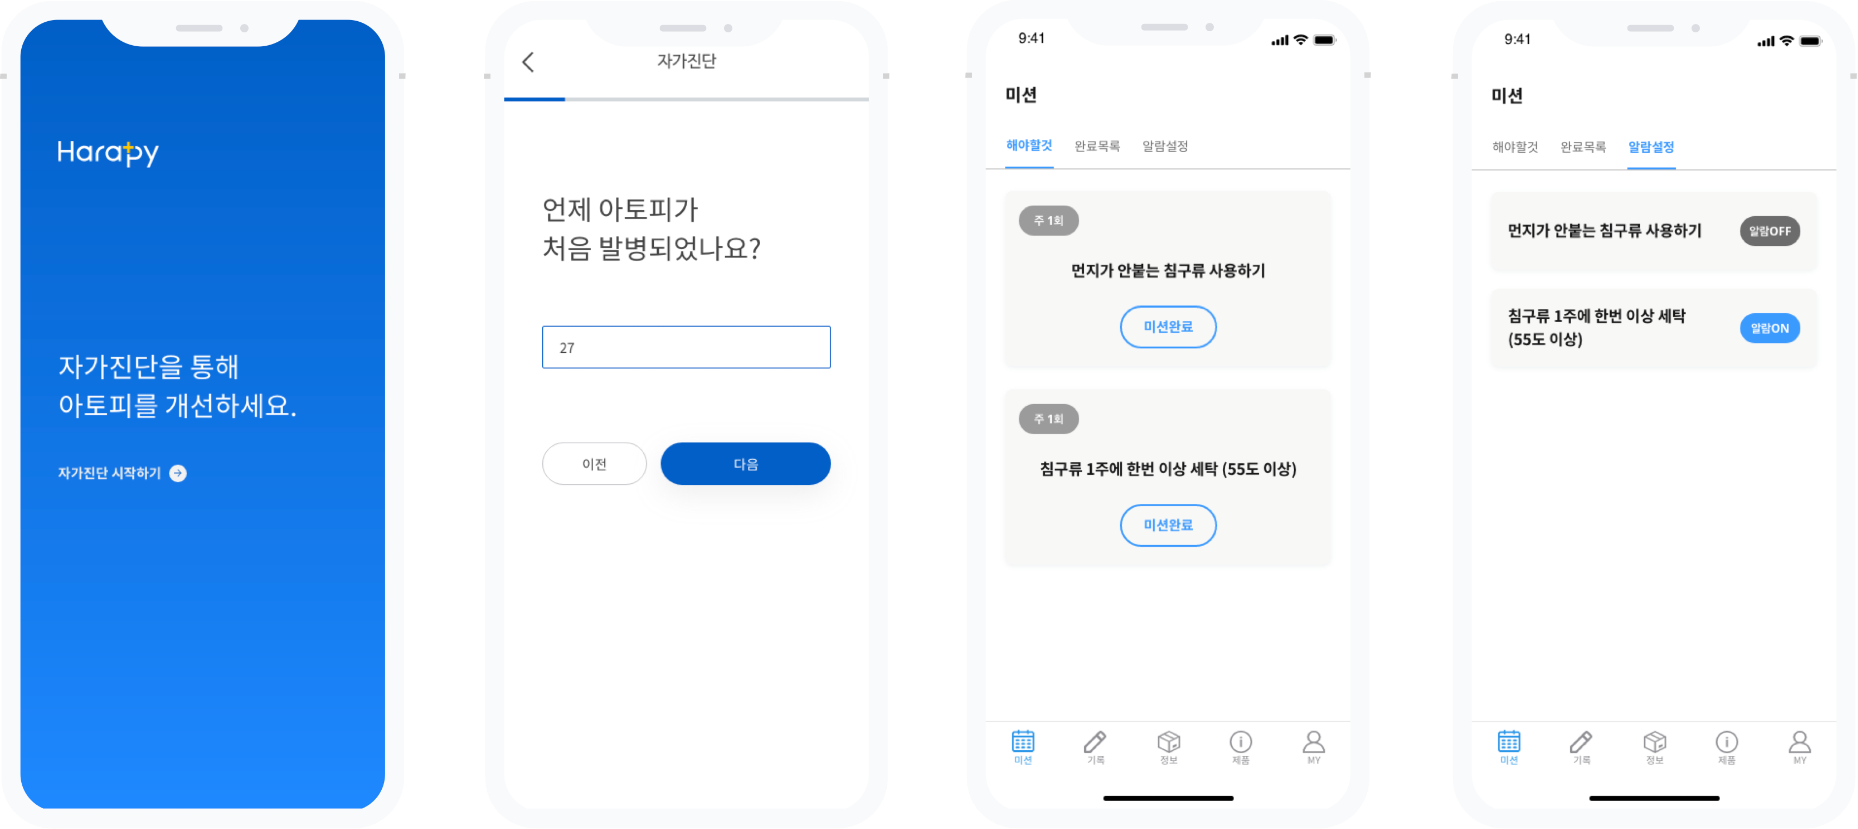 Harapy
자가진단을 통해
아토피를 개선하세요.
자가진단 시작하기
자가진단
언제 아토피가
처음 발병되었나요?
27
이전
다음
9:41
미션
해야할것
완료목록
알람설정
주 1회
먼지가 안붙는 침구류 사용하기
미션완료
주 1회
침구류 1주에 한번 이상 세탁 (55도 이상)
미션완료
미션
기록
정보
제품
MY
9:41
미션
해야할것
완료목록
알람설정
먼지가 안붙는 침구류 사용하기
알람OFF
침구류 1주에 한번 이상 세탁
(55도 이상)
알람ON
미션
기록
정보
제품
MY